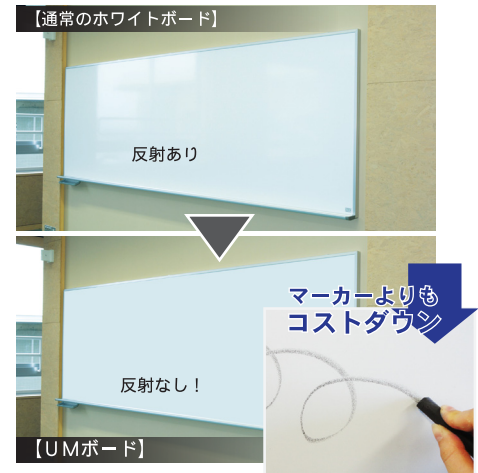 【通常のホワイトボード】
反射あり
マーカーよりも
コストダウン
反射なし！
【UMボード】